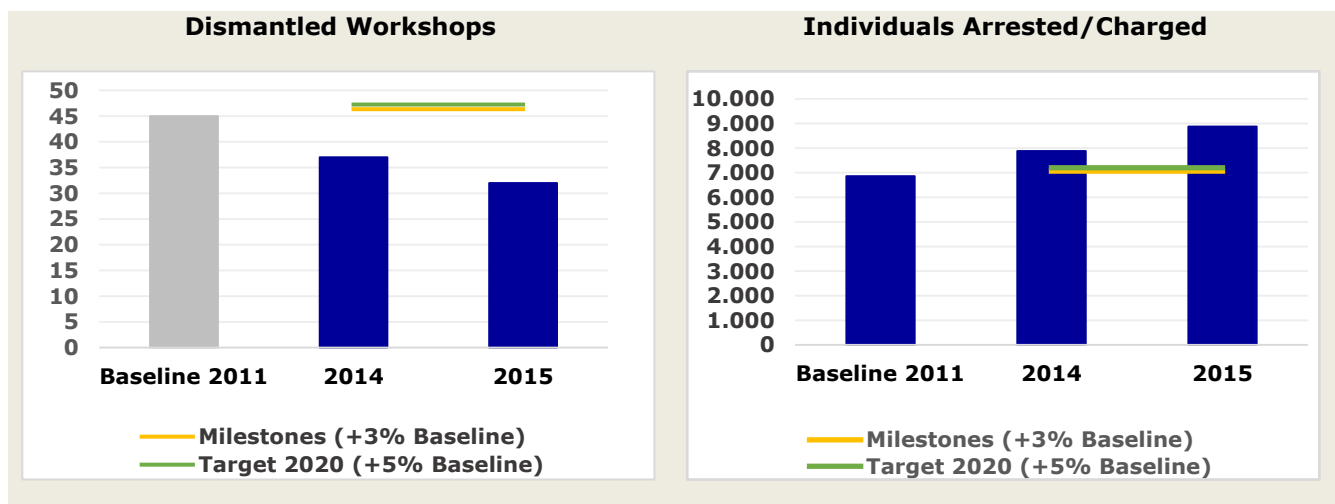 Dismantled Workshops
50
45
40
35
30
25
20
15
10
5
0
Baseline 2011 2014 2015
Milestones (+3% Baseline)
Target 2020 (+5% Baseline)
Individuals Arrested/Charged
10.000
9.000
8.000
7.000
6.000
5.000
4.000
3.000
2.000
1.000
0
Baseline 2011 2014 2015
Milestones (+3% Baseline)
Target 2020 (+5% Baseline)